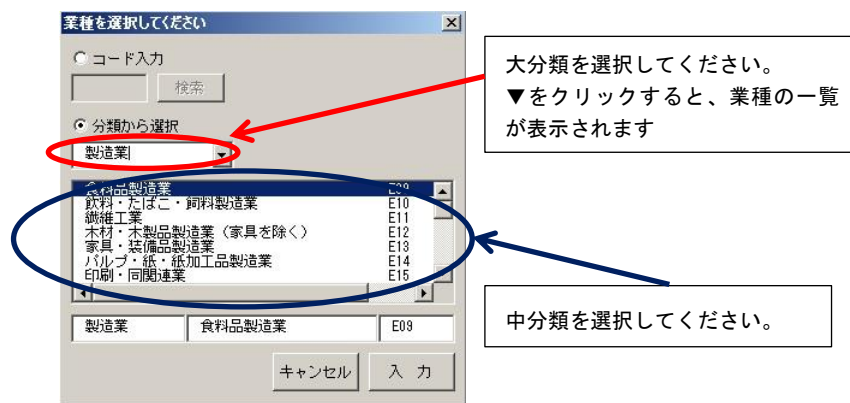 業種を選択してください
コード入力
検索
分類から選択
製造業
食料品製造業 E09
飲料・たばこ・飼料製造業 E10
繊維工業 E11
木材・木製品製造業（家具を除く） E12
家具・装備品製造業 E13
パルプ・紙・紙加工品製造業 E14
印刷・同関連業 E15
製造業 食料品製造業 E09
キャンセル 入 力
大分類を選択してください。
▼をクリックすると、業種の一覧
が表示されます
中分類を選択してください。